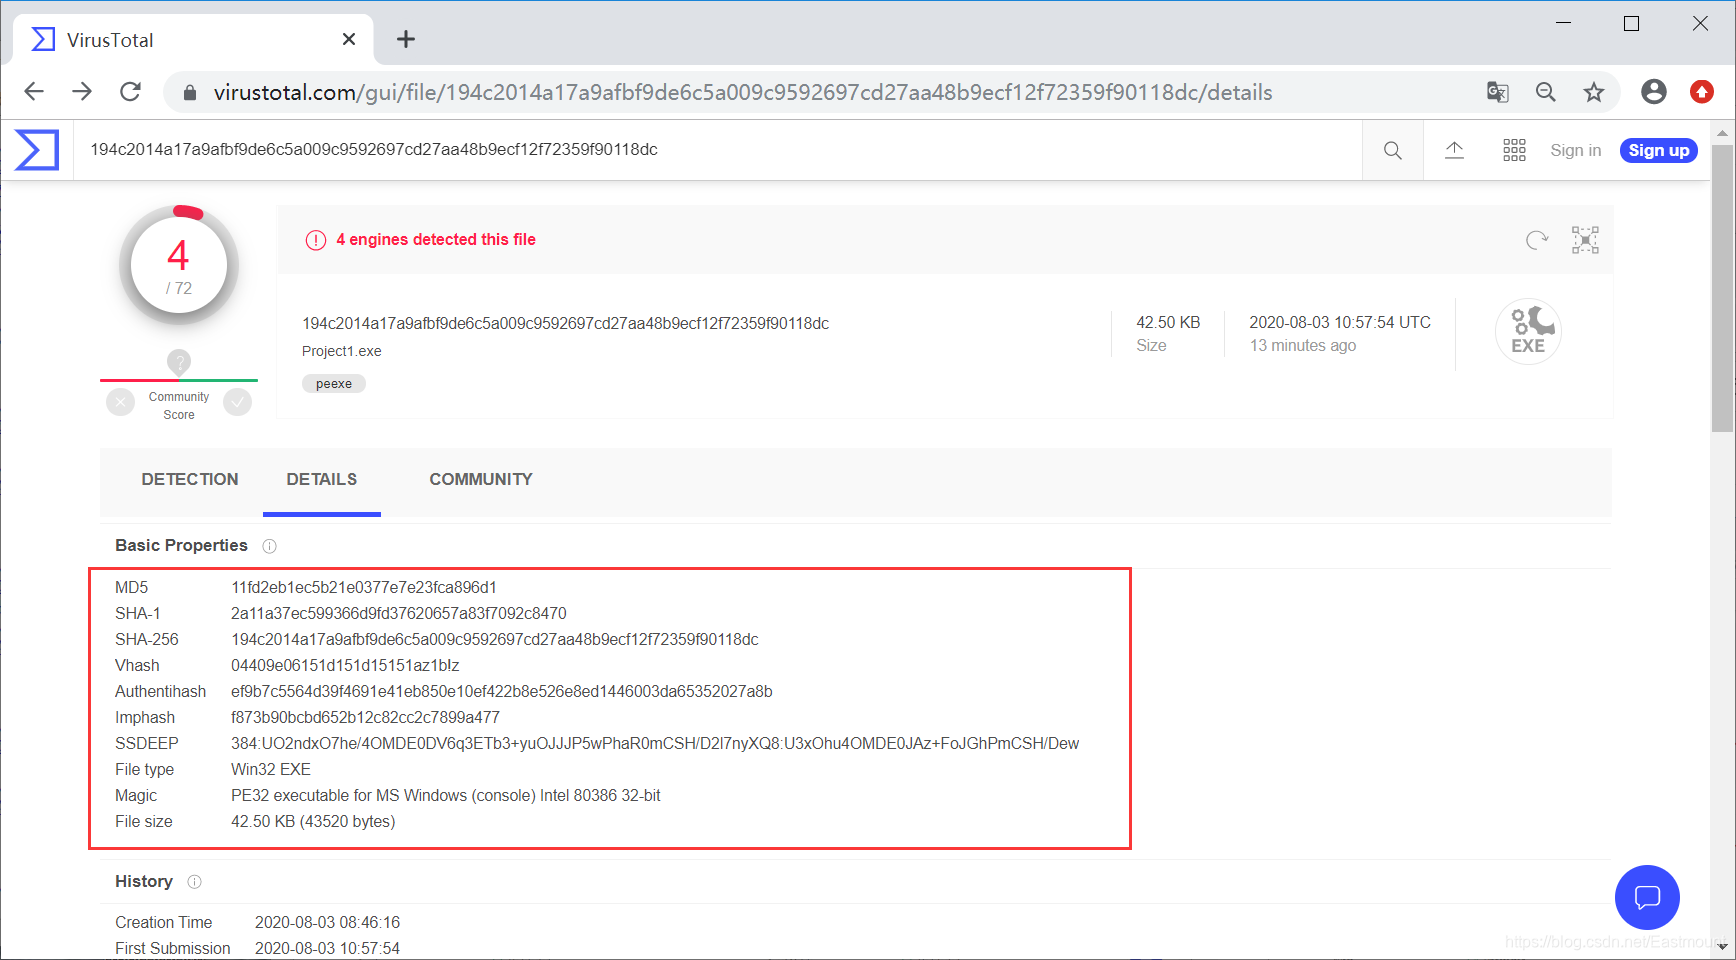 VirusTotal
virustotal.com/gui/file/194c2014a17a9afbf9de6c5a009c9592697cd27aa48b9ecf12f72359f90118dc/details
194c2014a17a9afbf9de6c5a009c9592697cd27aa48b9ecf12f72359f90118dc
Sign in
Sign up
4
/ 72
4 engines detected this file
194c2014a17a9afbf9de6c5a009c9592697cd27aa48b9ecf12f72359f90118dc
Project1.exe
peexe
42.50 KB
Size
2020-08-03 10:57:54 UTC
13 minutes ago
EXE
?
Community
Score
DETECTION DETAILS COMMUNITY
Basic Properties
MD5 11fd2eb1ec5b21e0377e7e23fca896d1
SHA-1 2a11a37ec599366d9fd37620657a83f7092c8470
SHA-256 194c2014a17a9afbf9de6c5a009c9592697cd27aa48b9ecf12f72359f90118dc
Vhash 04409e06151d151d15151az1b!z
Authentihash ef9b7c5564d39f4691e41eb850e10ef422b8e526e8ed1446003da65352027a8b
Imphash f873b90bcbd652b12c82cc2c7899a477
SSDEEP 384:UO2ndxO7he/4OMDE0DV6q3ETb3+yuOJJJP5wPhaR0mCSH/D2l7nyXQ8:U3xOhu4OMDE0JAz+FoJGhPmCSH/Dew
File type Win32 EXE
Magic PE32 executable for MS Windows (console) Intel 80386 32-bit
File size 42.50 KB (43520 bytes)
History
Creation Time 2020-08-03 08:46:16
First Submission 2020-08-03 10:57:54
https://blog.csdn.net/Eastmount